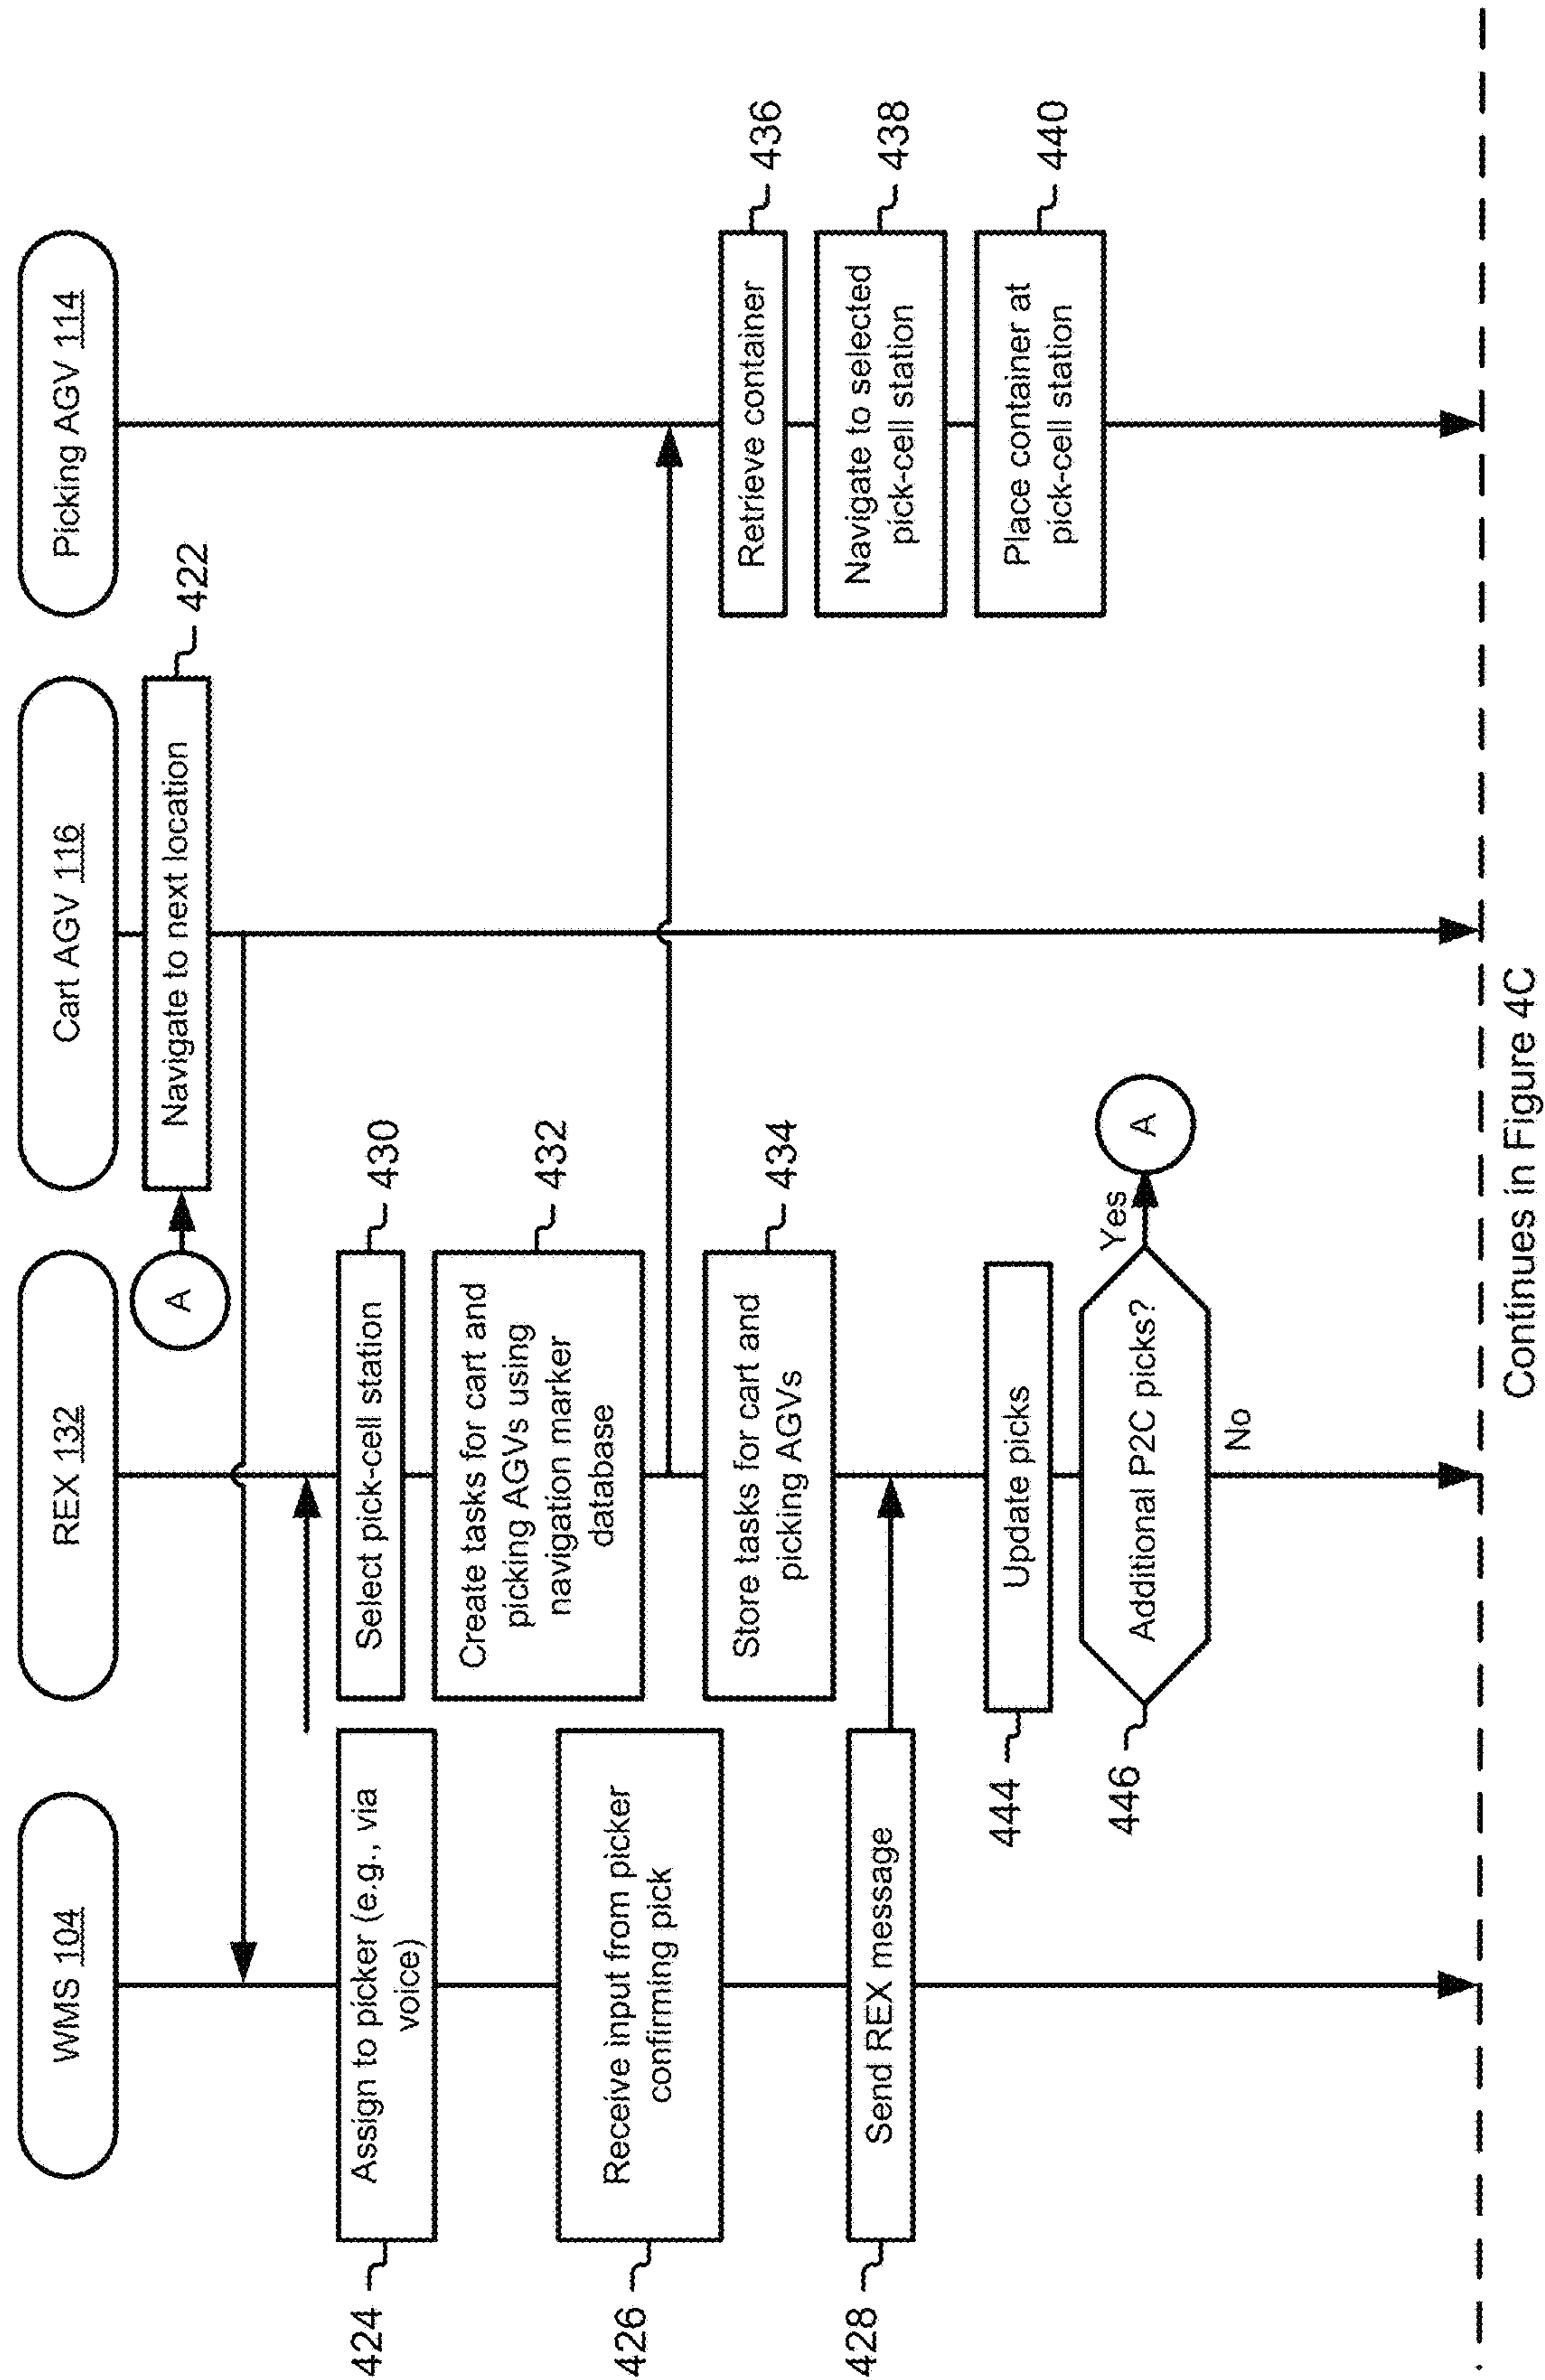 WMS 104
REX 132
Cart AGV 116
Picking AGV 114
A
Navigate to next location
422
424
Assign to picker (e.g., via
voice)
426
Receive input from picker
confirming pick
428
Send REX message
Select pick-cell station
430
Create tasks for cart and
picking AGVs using
navigation marker
database
432
Store tasks for cart and
picking AGVs
434
444
Update picks
446
Additional P2C picks?
Yes
A
No
Retrieve container
436
Navigate to selected
pick-cell station
438
Place container at
pick-cell station
440
Continues in Figure 4C